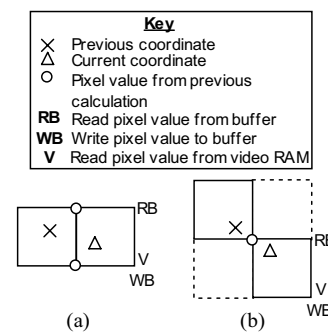 Key
Previous coordinate
Current coordinate
Pixel value from previous
calculation
RB Read pixel value from buffer
WB Write pixel value to buffer
V Read pixel value from video RAM
RB
V
WB
(a)
RB
V
WB
(b)